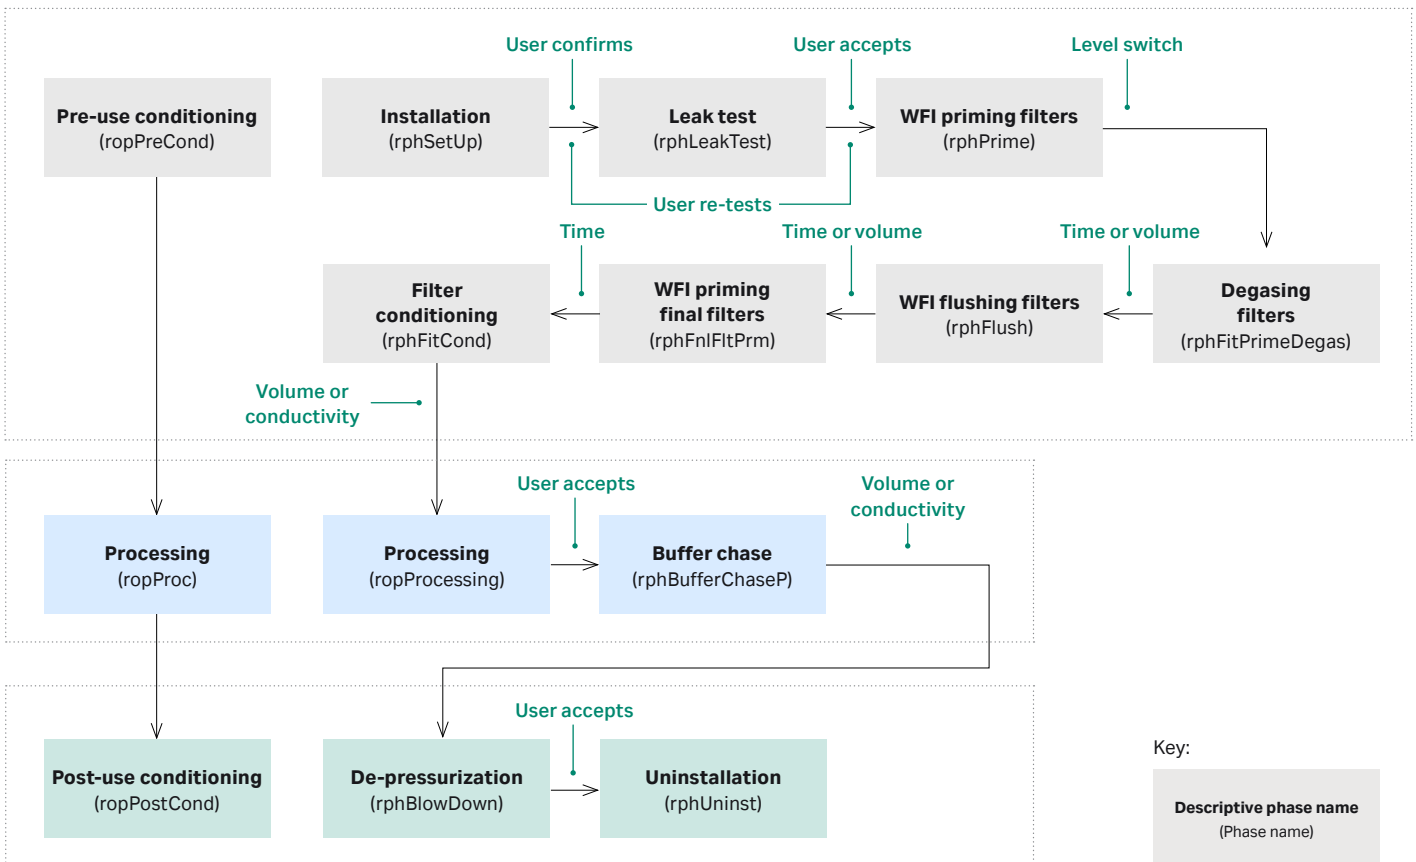 User confirms
User accepts
Level switch
Pre-use conditioning
(ropPreCond)
Installation
(rphSetUp)
Leak test
(rphLeakTest)
WFI priming filters
(rphPrime)
User re-tests
Time
Time or volume
Time or volume
Filter
conditioning
(rphFitCond)
WFI priming
final filters
(rphFnlFltPrm)
WFI flushing filters
(rphFlush)
Degasing
filters
(rphFitPrimeDegas)
Volume or
conductivity
User accepts
Volume or
conductivity
Processing
(ropProc)
Processing
(ropProcessing)
Buffer chase
(rphBufferChaseP)
User accepts
Post-use conditioning
(ropPostCond)
De-pressurization
(rphBlowDown)
Uninstallation
(rphUninst)
Key:
Descriptive phase name
(Phase name)